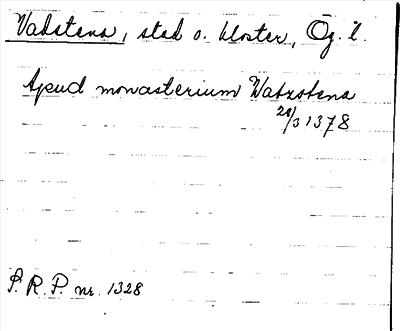 Vadstena, stad o. kloster, Ög. l.
Apud monasterium Watzstena
28/3 1378
S. R. P. nr. 1328